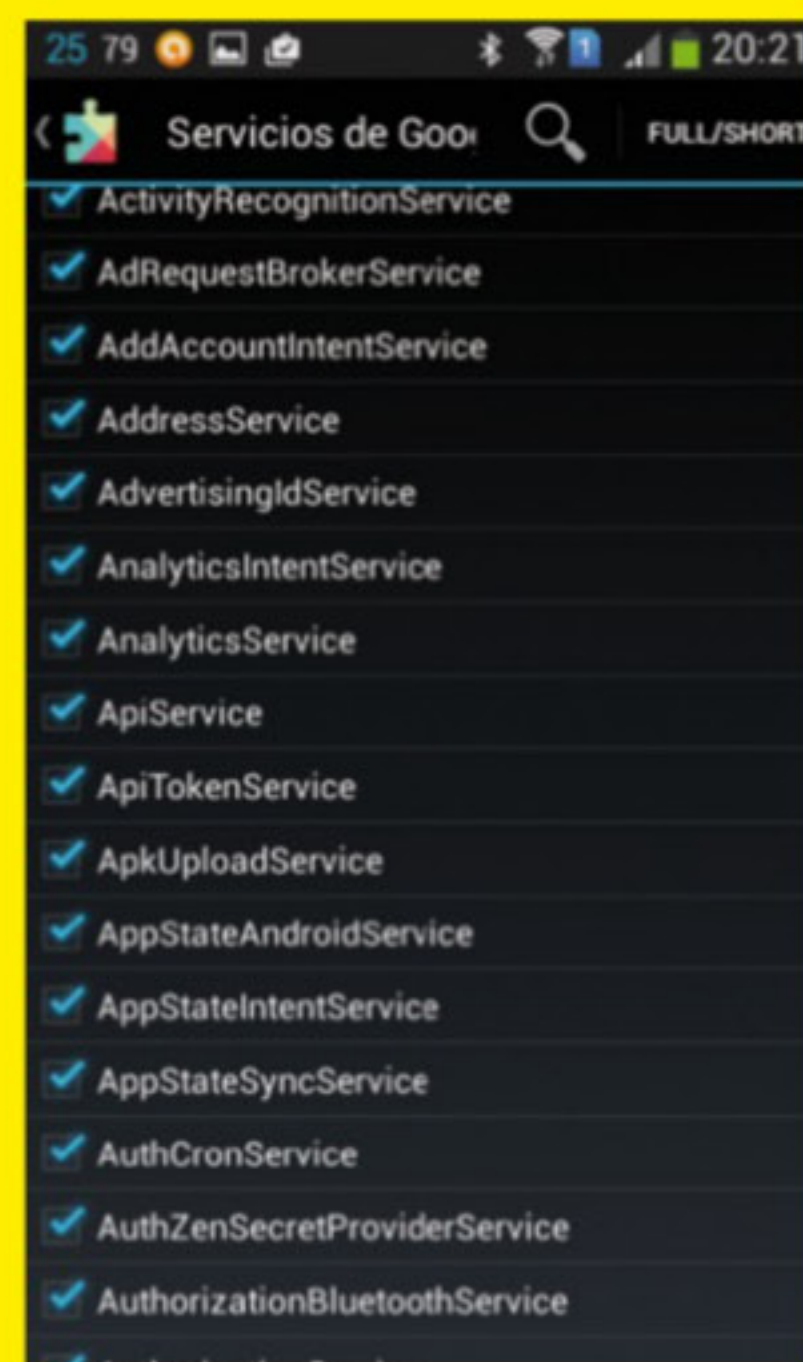 25 79 1 20:21
Servicios de Goo FULL/SHORT
ActivityRecognitionService
AdRequestBrokerService
AddAccountIntentService
AddressService
AdvertisingIdService
AnalyticsIntentService
AnalyticsService
ApiService
ApiTokenService
ApkUploadService
AppStateAndroidService
AppStateIntentService
AppStateSyncService
AuthCronService
AuthZenSecretProviderService
AuthorizationBluetoothService